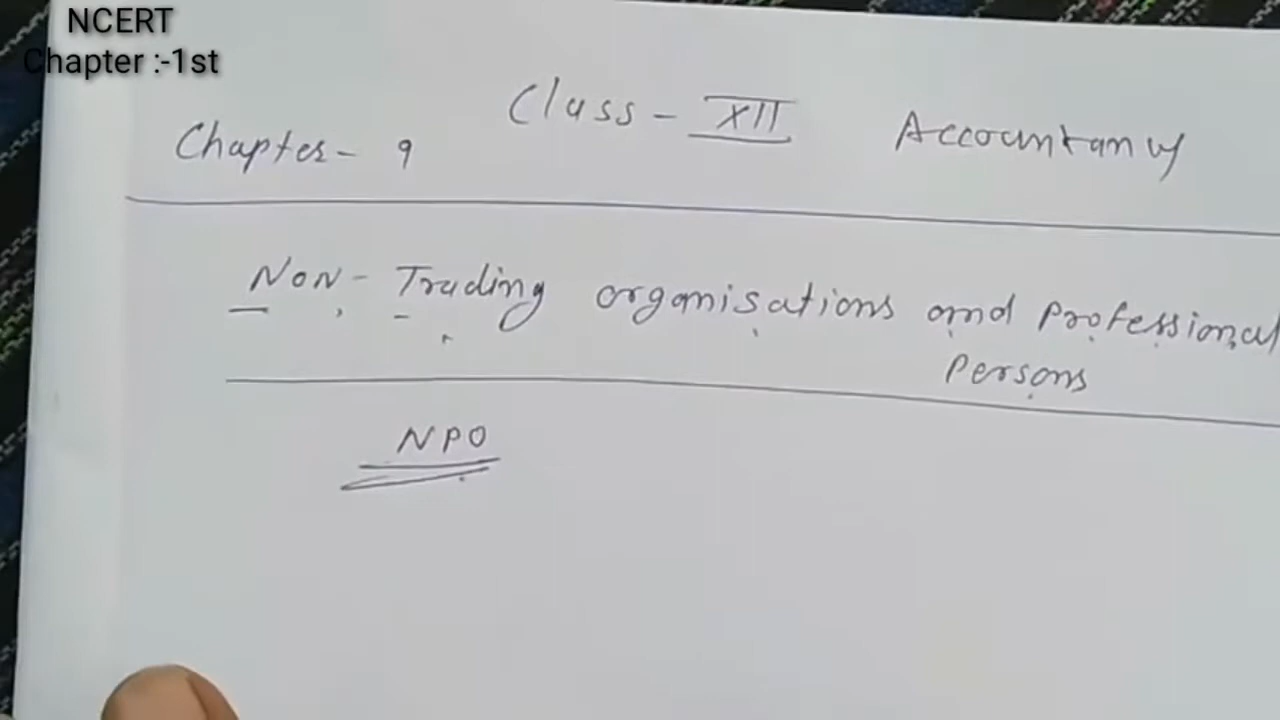 NCERT
Chapter :-1st
Class - XII
Chapter - 9
Accountancy
Non - Trading organisations and professional
persons
NPO